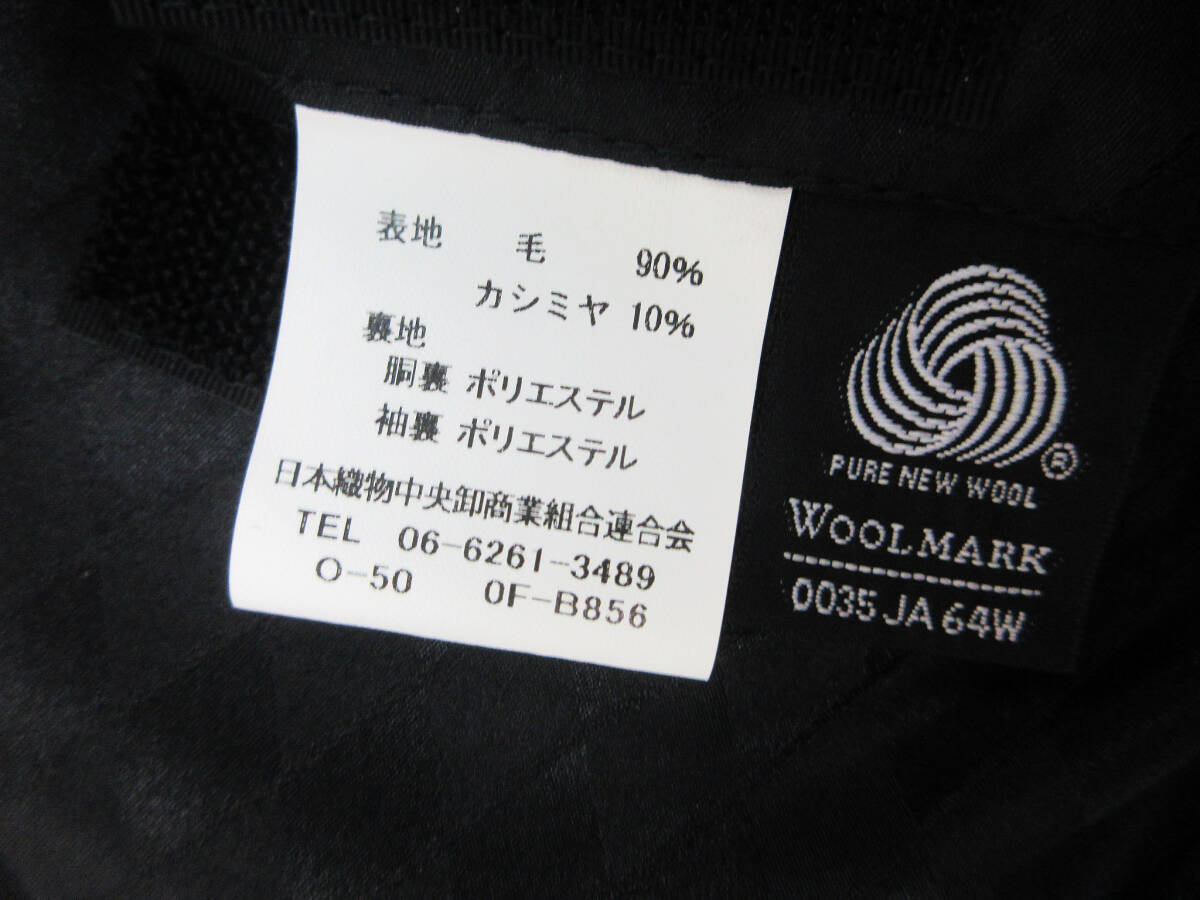 表地 毛 90%
カシミヤ 10%
裏地
胴裏 ポリエステル
袖裏 ポリエステル
日本織物中央卸商業組合連合会
TEL 06-6261-3489
O-50 0F-B856
®
PURE NEW WOOL
WOOLMARK
0035 JA 64W